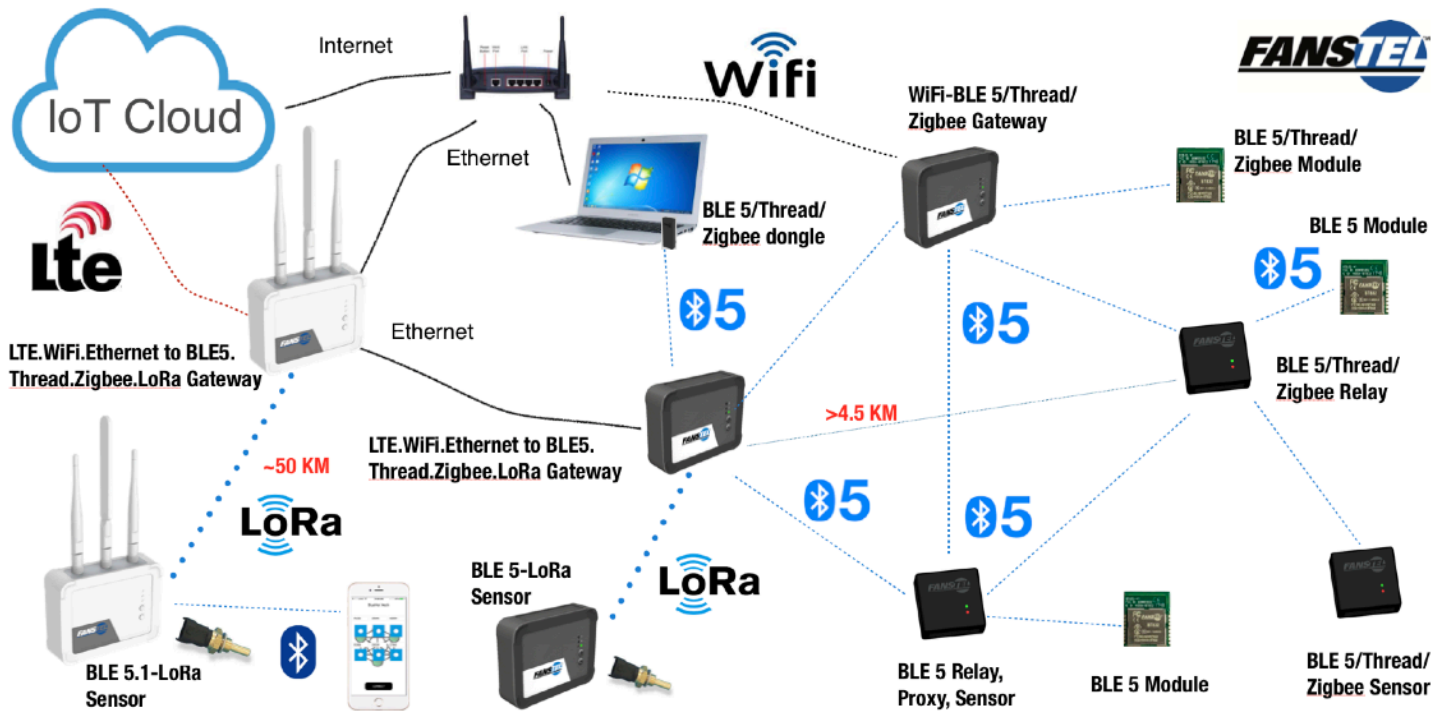 Internet
IoT Cloud
Wifi
FANSTEL
WiFi-BLE 5/Thread/
Zigbee Gateway
BLE 5/Thread/
Zigbee Module
Ethernet
BLE 5/Thread/
Zigbee dongle
BLE 5 Module
Lte
5
5
5
Ethernet
LTE.WiFi.Ethernet to BLE5.
Thread.Zigbee.LoRa Gateway
FANSTEL
BLE 5/Thread/
Zigbee Relay
>4.5 KM
LTE.WiFi.Ethernet to BLE5.
Thread.Zigbee.LoRa Gateway
~50 KM
LoRa
5
5
BLE 5-LoRa
Sensor
LoRa
FANSTEL
FANSTEL
BLE 5.1-LoRa
Sensor
BLE 5 Relay,
Proxy, Sensor
BLE 5 Module
BLE 5/Thread/
Zigbee Sensor